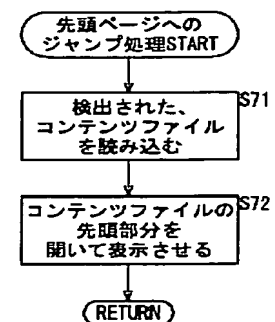 先頭ページへの
ジャンプ処理START
検出された、
コンテンツファイル
を読み込む
S71
コンテンツファイルの
先頭部分を
開いて表示させる
S72
RETURN